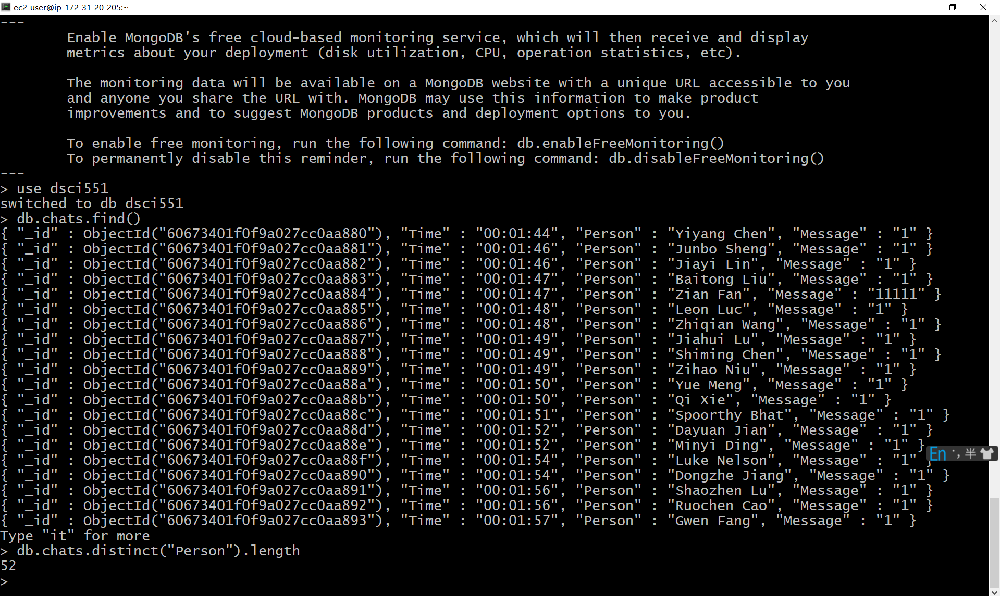 ec2-user@ip-172-31-20-205:~
---
Enable MongoDB's free cloud-based monitoring service, which will then receive and display
metrics about your deployment (disk utilization, CPU, operation statistics, etc).
The monitoring data will be available on a MongoDB website with a unique URL accessible to you
and anyone you share the URL with. MongoDB may use this information to make product
improvements and to suggest MongoDB products and deployment options to you.
To enable free monitoring, run the following command: db.enableFreeMonitoring()
To permanently disable this reminder, run the following command: db.disableFreeMonitoring()
---
> use dsci551
switched to db dsci551
> db.chats.find()
{ "_id" : ObjectId("60673401f0f9a027cc0aa880"), "Time" : "00:01:44", "Person" : "Yiyang Chen", "Message" : "1" }
{ "_id" : ObjectId("60673401f0f9a027cc0aa881"), "Time" : "00:01:46", "Person" : "Junbo Sheng", "Message" : "1" }
{ "_id" : ObjectId("60673401f0f9a027cc0aa882"), "Time" : "00:01:46", "Person" : "Jiayi Lin", "Message" : "1" }
{ "_id" : ObjectId("60673401f0f9a027cc0aa883"), "Time" : "00:01:47", "Person" : "Baitong Liu", "Message" : "1" }
{ "_id" : ObjectId("60673401f0f9a027cc0aa884"), "Time" : "00:01:47", "Person" : "Zian Fan", "Message" : "11111" }
{ "_id" : ObjectId("60673401f0f9a027cc0aa885"), "Time" : "00:01:48", "Person" : "Leon Luc", "Message" : "1" }
{ "_id" : ObjectId("60673401f0f9a027cc0aa886"), "Time" : "00:01:48", "Person" : "Zhiqian Wang", "Message" : "1" }
{ "_id" : ObjectId("60673401f0f9a027cc0aa887"), "Time" : "00:01:49", "Person" : "Jiahui Lu", "Message" : "1" }
{ "_id" : ObjectId("60673401f0f9a027cc0aa888"), "Time" : "00:01:49", "Person" : "Shiming Chen", "Message" : "1" }
{ "_id" : ObjectId("60673401f0f9a027cc0aa889"), "Time" : "00:01:49", "Person" : "Zihao Niu", "Message" : "1" }
{ "_id" : ObjectId("60673401f0f9a027cc0aa88a"), "Time" : "00:01:50", "Person" : "Yue Meng", "Message" : "1" }
{ "_id" : ObjectId("60673401f0f9a027cc0aa88b"), "Time" : "00:01:50", "Person" : "Qi Xie", "Message" : "1" }
{ "_id" : ObjectId("60673401f0f9a027cc0aa88c"), "Time" : "00:01:51", "Person" : "Spoorthy Bhat", "Message" : "1" }
{ "_id" : ObjectId("60673401f0f9a027cc0aa88d"), "Time" : "00:01:52", "Person" : "Dayuan Jian", "Message" : "1" }
{ "_id" : ObjectId("60673401f0f9a027cc0aa88e"), "Time" : "00:01:52", "Person" : "Minyi Ding", "Message" : "1" }
{ "_id" : ObjectId("60673401f0f9a027cc0aa88f"), "Time" : "00:01:54", "Person" : "Luke Nelson", "Message" : "1" }
En ·, 半
{ "_id" : ObjectId("60673401f0f9a027cc0aa890"), "Time" : "00:01:54", "Person" : "Dongzhe Jiang", "Message" : "1" }
{ "_id" : ObjectId("60673401f0f9a027cc0aa891"), "Time" : "00:01:56", "Person" : "Shaozhen Lu", "Message" : "1" }
{ "_id" : ObjectId("60673401f0f9a027cc0aa892"), "Time" : "00:01:56", "Person" : "Ruochen Cao", "Message" : "1" }
{ "_id" : ObjectId("60673401f0f9a027cc0aa893"), "Time" : "00:01:57", "Person" : "Gwen Fang", "Message" : "1" }
Type "it" for more
> db.chats.distinct("Person").length
52
>